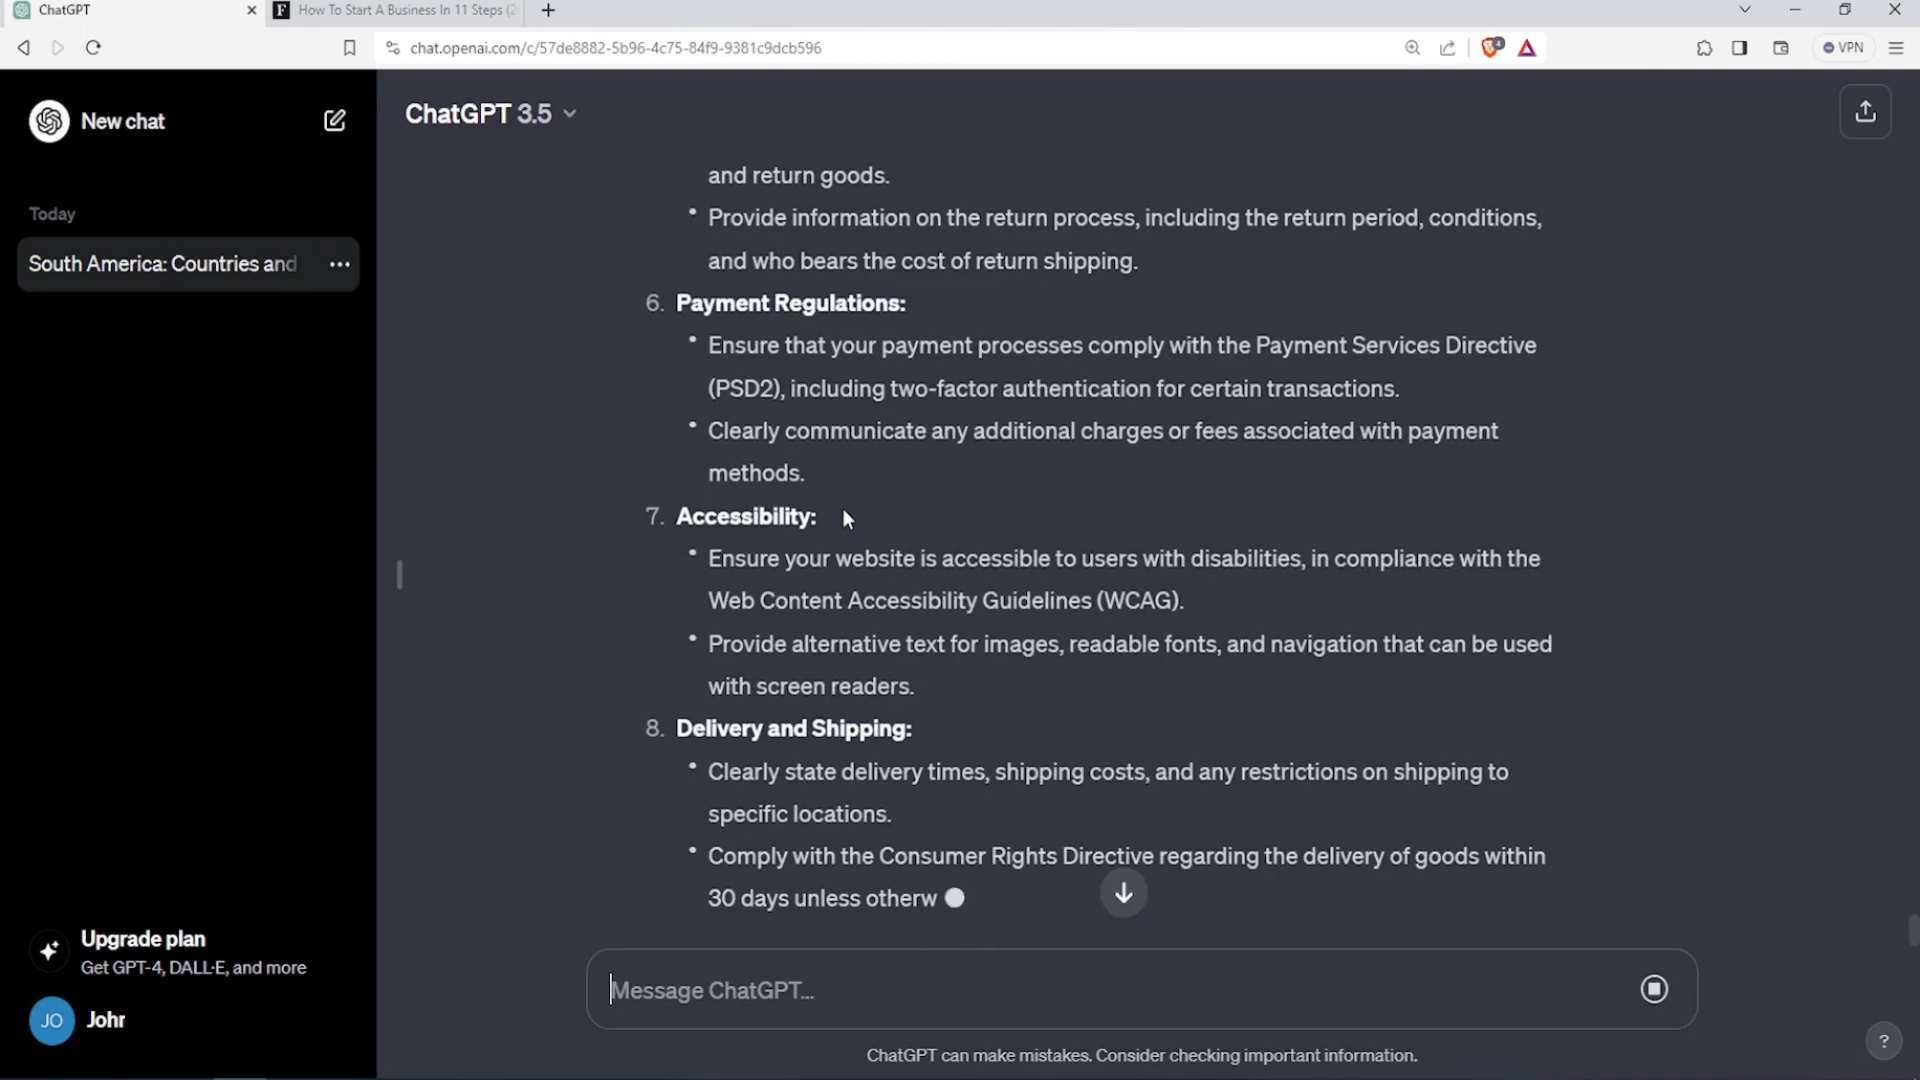 ChatGPT
F How To Start A Business In 11 Steps (2
chat.openai.com/c/57de8882-5b96-4c75-84f9-9381c9dcb596
4
VPN
New chat
ChatGPT 3.5
Today
South America: Countries and
and return goods.
• Provide information on the return process, including the return period, conditions,
and who bears the cost of return shipping.
6. Payment Regulations:
• Ensure that your payment processes comply with the Payment Services Directive
(PSD2), including two-factor authentication for certain transactions.
• Clearly communicate any additional charges or fees associated with payment
methods.
7. Accessibility:
• Ensure your website is accessible to users with disabilities, in compliance with the
Web Content Accessibility Guidelines (WCAG).
• Provide alternative text for images, readable fonts, and navigation that can be used
with screen readers.
8. Delivery and Shipping:
• Clearly state delivery times, shipping costs, and any restrictions on shipping to
specific locations.
• Comply with the Consumer Rights Directive regarding the delivery of goods within
30 days unless otherw
Upgrade plan
Get GPT-4, DALL·E, and more
JO Johr
Message ChatGPT...
ChatGPT can make mistakes. Consider checking important information.
?